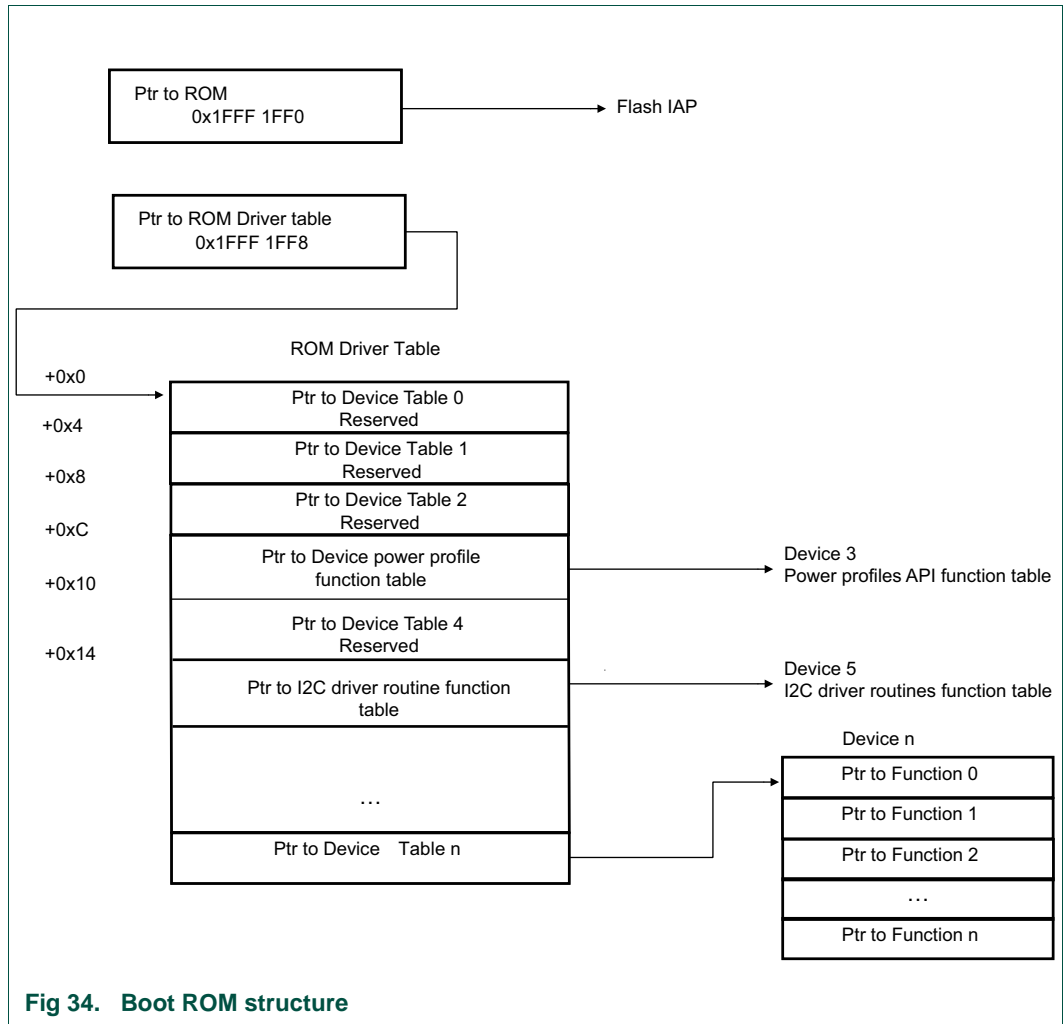 Ptr to ROM
0x1FFF 1FF0
Flash IAP
Ptr to ROM Driver table
0x1FFF 1FF8
ROM Driver Table
+0x0
Ptr to Device Table 0
Reserved
+0x4
Ptr to Device Table 1
Reserved
+0x8
Ptr to Device Table 2
Reserved
+0xC
Ptr to Device power profile
function table
Device 3
Power profiles API function table
+0x10
Ptr to Device Table 4
Reserved
+0x14
Ptr to I2C driver routine function
table
Device 5
I2C driver routines function table
…
Ptr to Device Table n
Device n
Ptr to Function 0
Ptr to Function 1
Ptr to Function 2
…
Ptr to Function n
Fig 34. Boot ROM structure